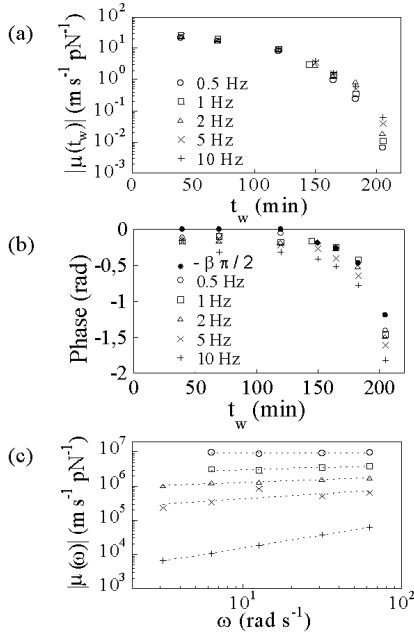 (a)
|μ(t_w)| (m s⁻¹ pN⁻¹)
10²
10¹
10⁰
10⁻¹
10⁻²
10⁻³
0.5 Hz
1 Hz
2 Hz
5 Hz
10 Hz
0 50 100 150 200
t_w (min)
(b)
Phase (rad)
0
-0,5
-1
-1,5
-2
- β π / 2
0.5 Hz
1 Hz
2 Hz
5 Hz
10 Hz
0 50 100 150 200
t_w (min)
(c)
|μ(ω)| (m s⁻¹ pN⁻¹)
10⁷
10⁶
10⁵
10⁴
10³
10¹ 10²
ω (rad s⁻¹)